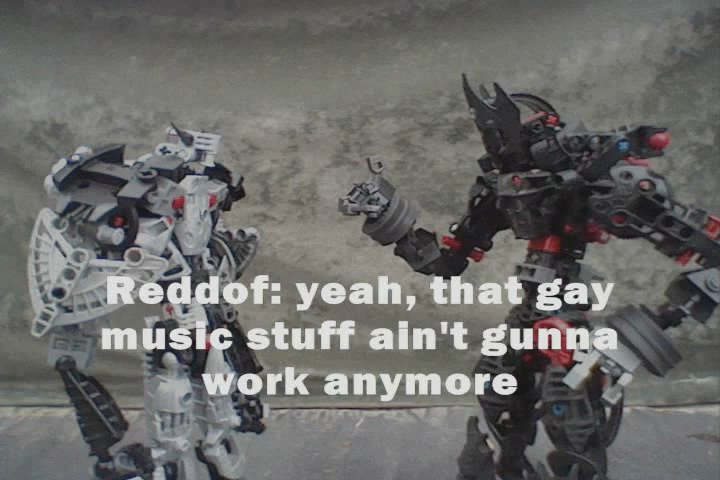 Reddof: yeah, that gay
music stuff ain't gunna
work anymore